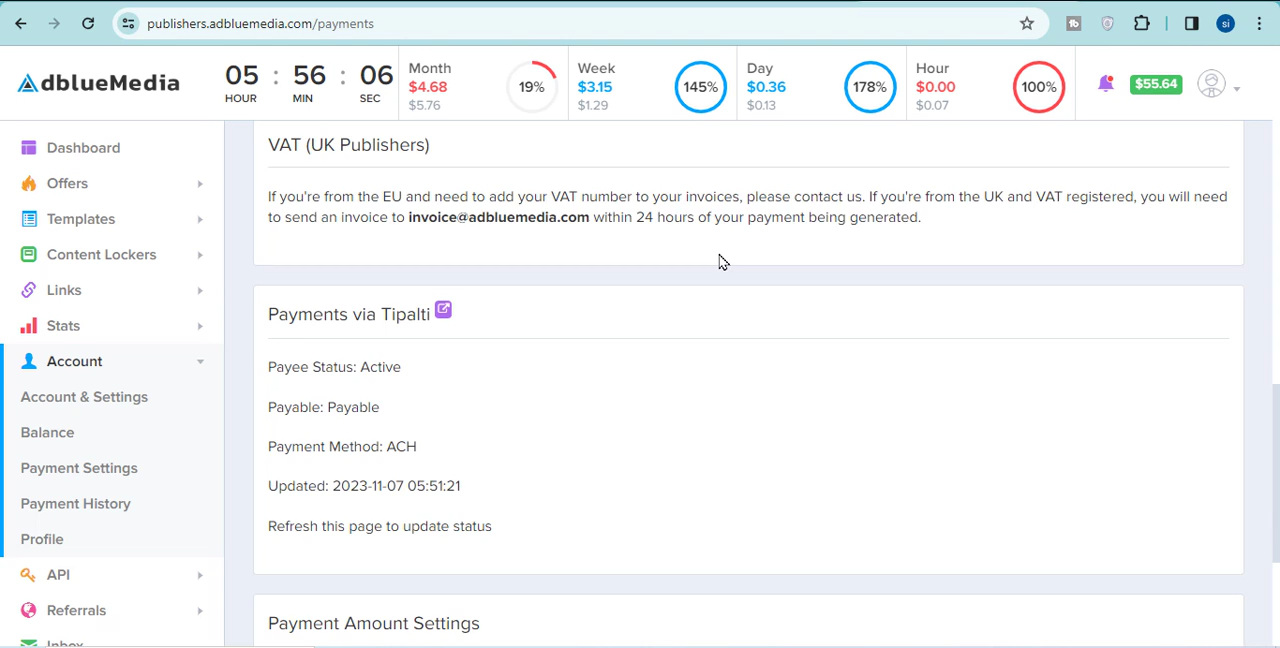 publishers.adbluemedia.com/payments
si
dblueMedia
05 : 56 : 06
HOUR MIN SEC
Month
$4.68
$5.76
19%
Week
$3.15
$1.29
145%
Day
$0.36
$0.13
178%
Hour
$0.00
$0.07
100%
$55.64
Dashboard
Offers
Templates
Content Lockers
Links
Stats
Account
Account & Settings
Balance
Payment Settings
Payment History
Profile
API
Referrals
Inbox
VAT (UK Publishers)
If you're from the EU and need to add your VAT number to your invoices, please contact us. If you're from the UK and VAT registered, you will need
to send an invoice to invoice@adbluemedia.com within 24 hours of your payment being generated.
Payments via Tipalti
Payee Status: Active
Payable: Payable
Payment Method: ACH
Updated: 2023-11-07 05:51:21
Refresh this page to update status
Payment Amount Settings